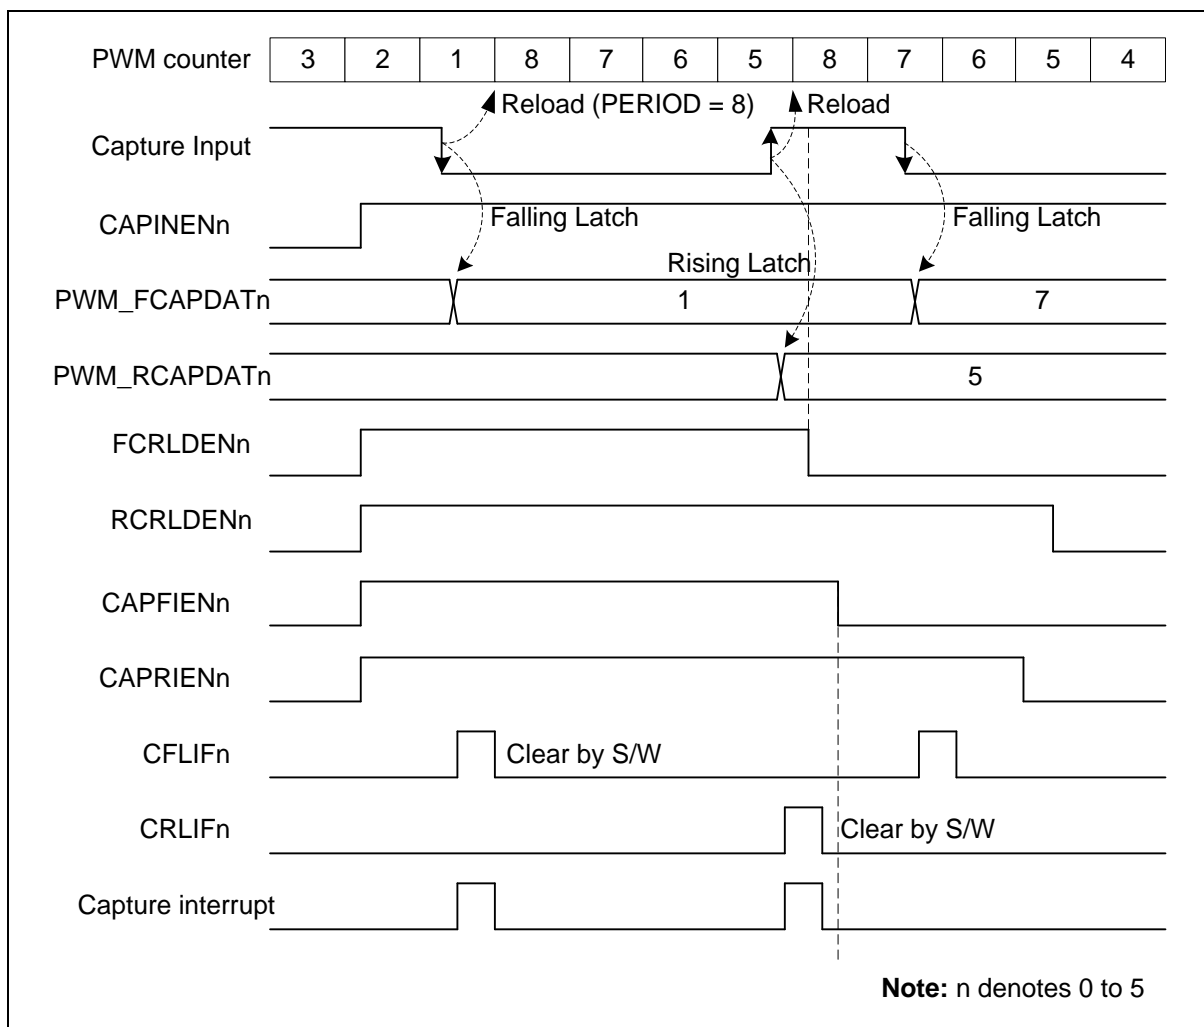 PWM counter 3 2 1 8 7 6 5 8 7 6 5 4
Reload (PERIOD = 8) Reload
Capture Input
CAPINENn Falling Latch Falling Latch
Rising Latch
PWM_FCAPDATn 1 7
PWM_RCAPDATn 5
FCRLDENn
RCRLDENn
CAPFIENn
CAPRIENn
CFLIFn Clear by S/W
CRLIFn Clear by S/W
Capture interrupt
Note: n denotes 0 to 5